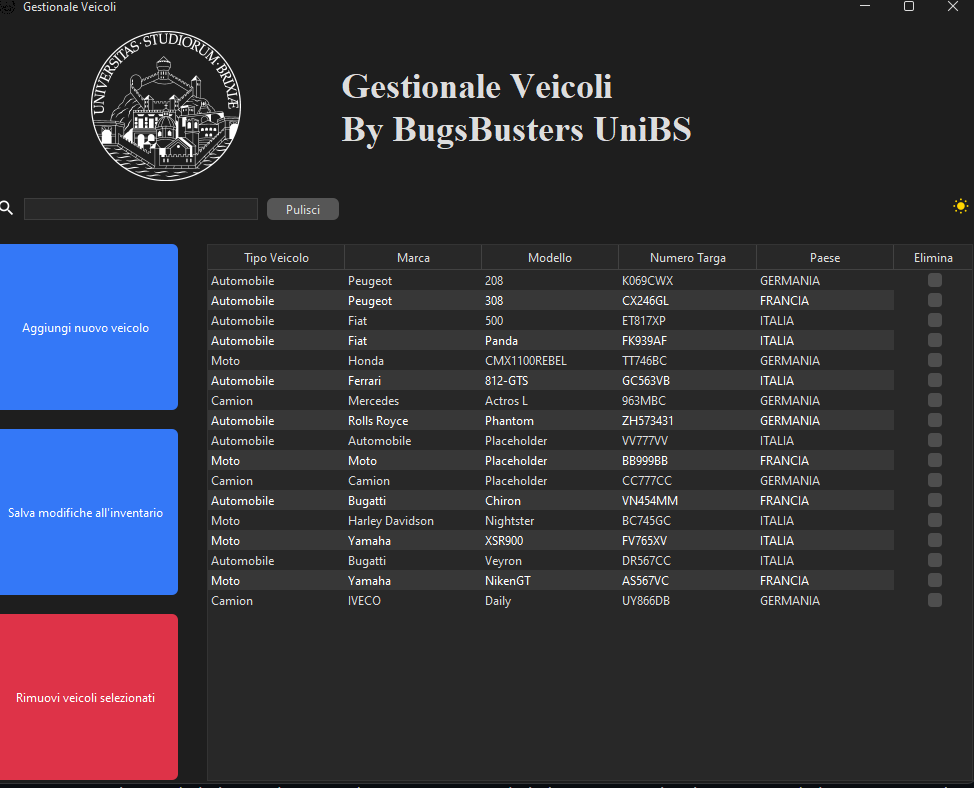 Gestionale Veicoli
UNIVERSITAS·STUDIORUM·BRIXIÆ
Gestionale Veicoli
By BugsBusters UniBS
Pulisci
Aggiungi nuovo veicolo
Salva modifiche all'inventario
Rimuovi veicoli selezionati
Tipo Veicolo Marca Modello Numero Targa Paese Elimina
Automobile Peugeot 208 K069CWX GERMANIA
Automobile Peugeot 308 CX246GL FRANCIA
Automobile Fiat 500 ET817XP ITALIA
Automobile Fiat Panda FK939AF ITALIA
Moto Honda CMX1100REBEL TT746BC GERMANIA
Automobile Ferrari 812-GTS GC563VB ITALIA
Camion Mercedes Actros L 963MBC GERMANIA
Automobile Rolls Royce Phantom ZH573431 GERMANIA
Automobile Automobile Placeholder VV777VV ITALIA
Moto Moto Placeholder BB999BB FRANCIA
Camion Camion Placeholder CC777CC GERMANIA
Automobile Bugatti Chiron VN454MM FRANCIA
Moto Harley Davidson Nightster BC745GC ITALIA
Moto Yamaha XSR900 FV765XV ITALIA
Automobile Bugatti Veyron DR567CC ITALIA
Moto Yamaha NikenGT AS567VC FRANCIA
Camion IVECO Daily UY866DB GERMANIA